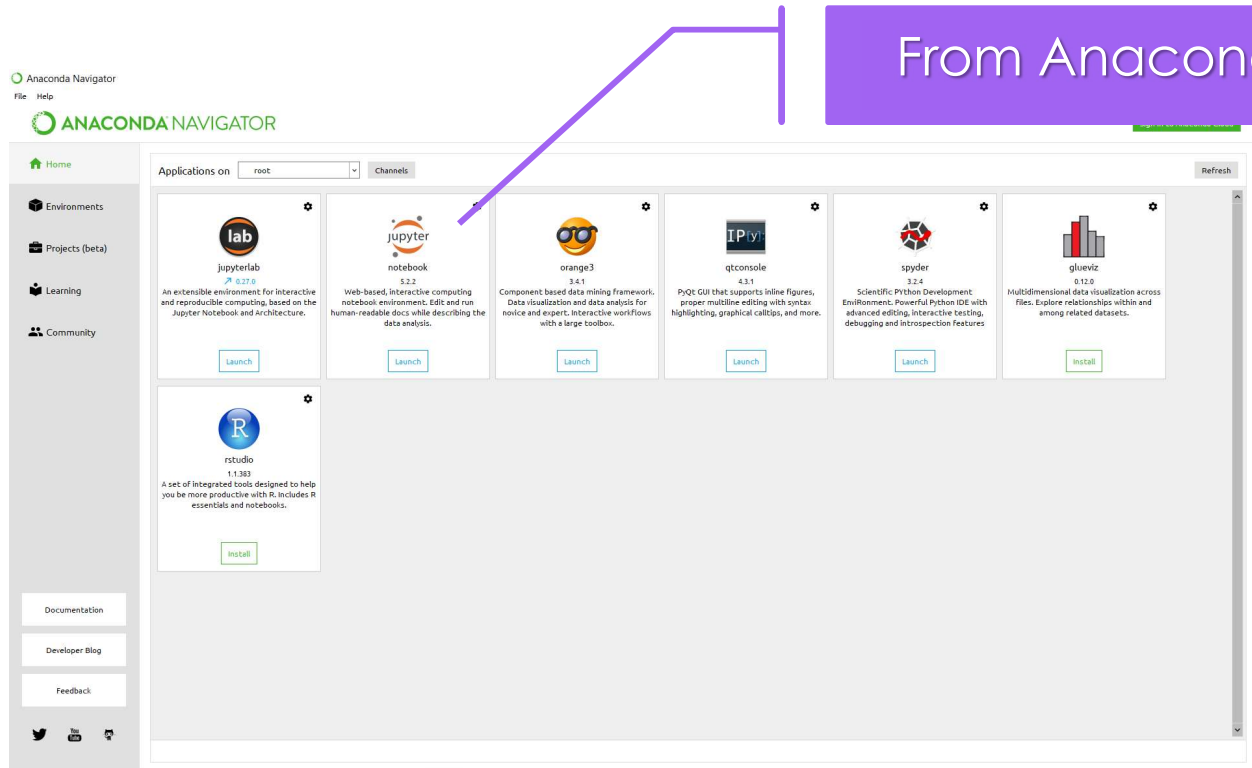 From Anacon
Anaconda Navigator
File Help
ANACONDA NAVIGATOR
Home
Environments
Projects (beta)
Learning
Community
Documentation
Developer Blog
Feedback
You
Tube
Applications on root Channels Refresh
lab
jupyterlab
0.27.0
An extensible environment for interactive
and reproducible computing, based on the
Jupyter Notebook and Architecture.
Launch
jupyter
notebook
5.2.2
Web-based, interactive computing
notebook environment. Edit and run
human-readable docs while describing the
data analysis.
Launch
orange3
3.4.1
Component based data mining framework.
Data visualization and data analysis for
novice and expert. Interactive workflows
with a large toolbox.
Launch
IP[y]:
qtconsole
4.3.1
PyQt GUI that supports inline figures,
proper multiline editing with syntax
highlighting, graphical calltips, and more.
Launch
spyder
3.2.4
Scientific PYthon Development
EnviRonment. Powerful Python IDE with
advanced editing, interactive testing,
debugging and introspection features
Launch
glueviz
0.12.0
Multidimensional data visualization across
files. Explore relationships within and
among related datasets.
Install
R
rstudio
1.1.383
A set of integrated tools designed to help
you be more productive with R. Includes R
essentials and notebooks.
Install